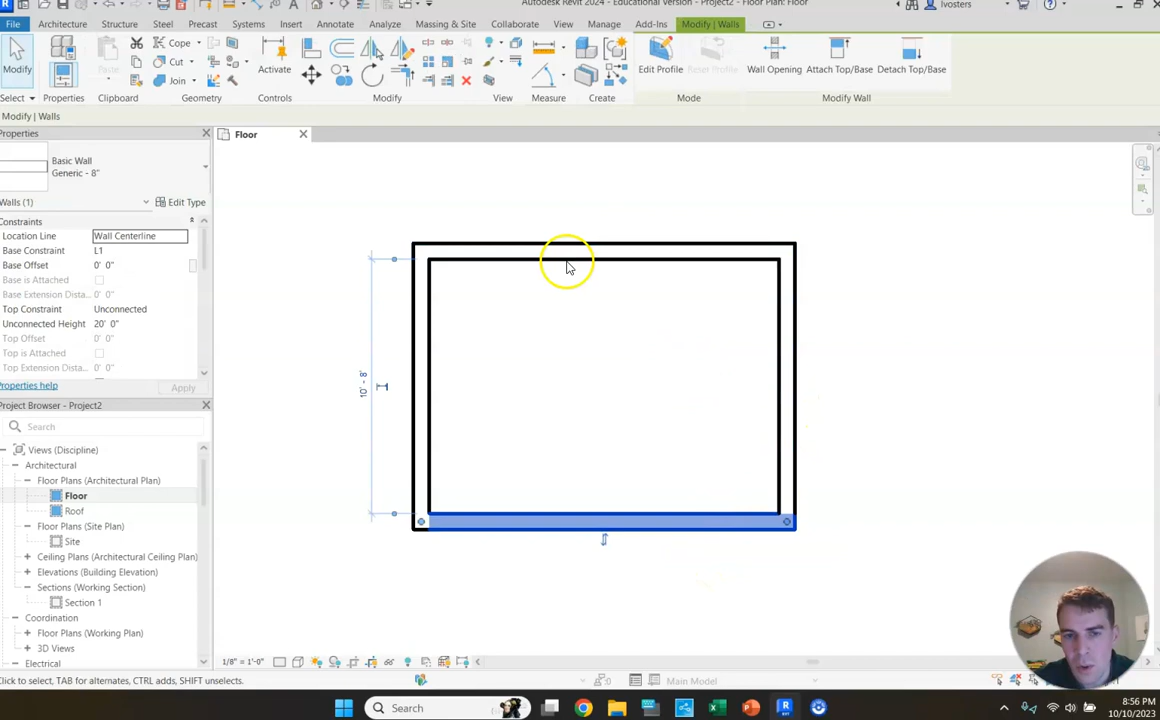 Autodesk Revit 2024 - Educational Version - Project2 - Floor Plan: Floor
lvosters
File Architecture Structure Steel Precast Systems Insert Annotate Analyze Massing & Site Collaborate View Manage Add-Ins Modify | Walls
Modify
Paste
Cope
Cut
Join
Activate
Edit Profile
Reset Profile
Wall Opening
Attach Top/Base
Detach Top/Base
Select
Properties
Clipboard
Geometry
Controls
Modify
View
Measure
Create
Mode
Modify Wall
Modify | Walls
Properties
Floor
Basic Wall
Generic - 8"
Walls (1)
Edit Type
Constraints
Location Line Wall Centerline
Base Constraint L1
Base Offset 0' 0"
Base is Attached
Base Extension Dista... 0' 0"
Top Constraint Unconnected
Unconnected Height 20' 0"
Top Offset 0' 0"
Top is Attached
Top Extension Distan... 0' 0"
Properties help
Apply
10' - 8"
Project Browser - Project2
Search
Views (Discipline)
Architectural
Floor Plans (Architectural Plan)
Floor
Roof
Floor Plans (Site Plan)
Site
Ceiling Plans (Architectural Ceiling Plan)
Elevations (Building Elevation)
Sections (Working Section)
Section 1
Coordination
Floor Plans (Working Plan)
3D Views
Electrical
1/8" = 1'-0"
Click to select, TAB for alternates, CTRL adds, SHIFT unselects.
:0
Main Model
Search
8:56 PM
10/10/2023